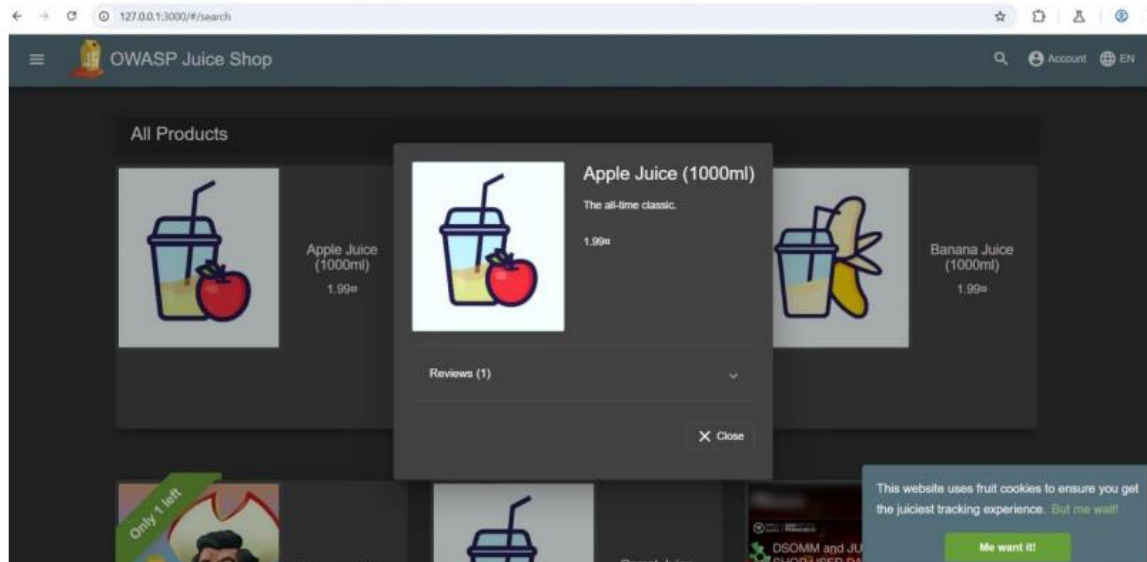 127.0.0.1:3000/#/search
OWASP Juice Shop
Account
EN
All Products
Apple Juice
(1000ml)
1.99¤
Apple Juice (1000ml)
The all-time classic.
1.99¤
Reviews (1)
Close
Banana Juice
(1000ml)
1.99¤
Only 1 left
DSOMM and JU
This website uses fruit cookies to ensure you get
the juiciest tracking experience. But me wait!
Me want it!